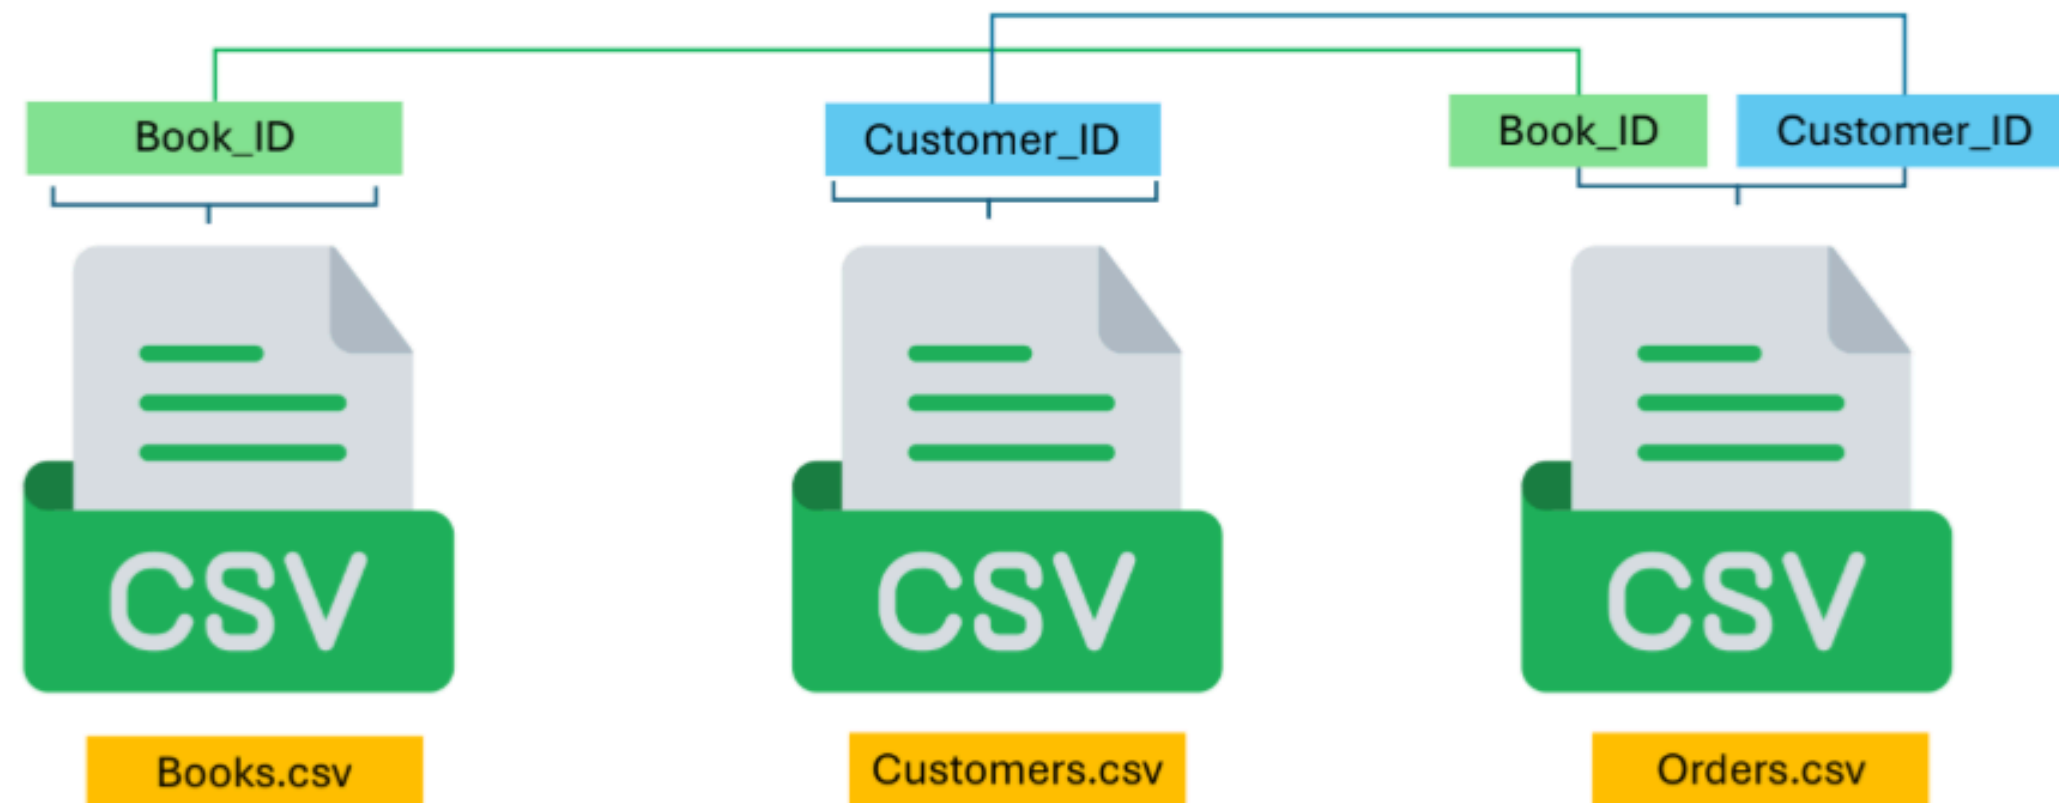 Book_ID
Customer_ID
Book_ID
Customer_ID
CSV
CSV
CSV
Books.csv
Customers.csv
Orders.csv